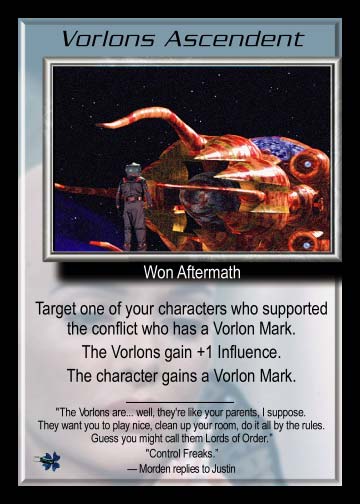 Vorlons Ascendent
Won Aftermath
Target one of your characters who supported
the conflict who has a Vorlon Mark.
The Vorlons gain +1 Influence.
The character gains a Vorlon Mark.
"The Vorlons are... well, they're like your parents, I suppose.
They want you to play nice, clean up your room, do it all by the rules.
Guess you might call them Lords of Order."
"Control Freaks."
— Morden replies to Justin